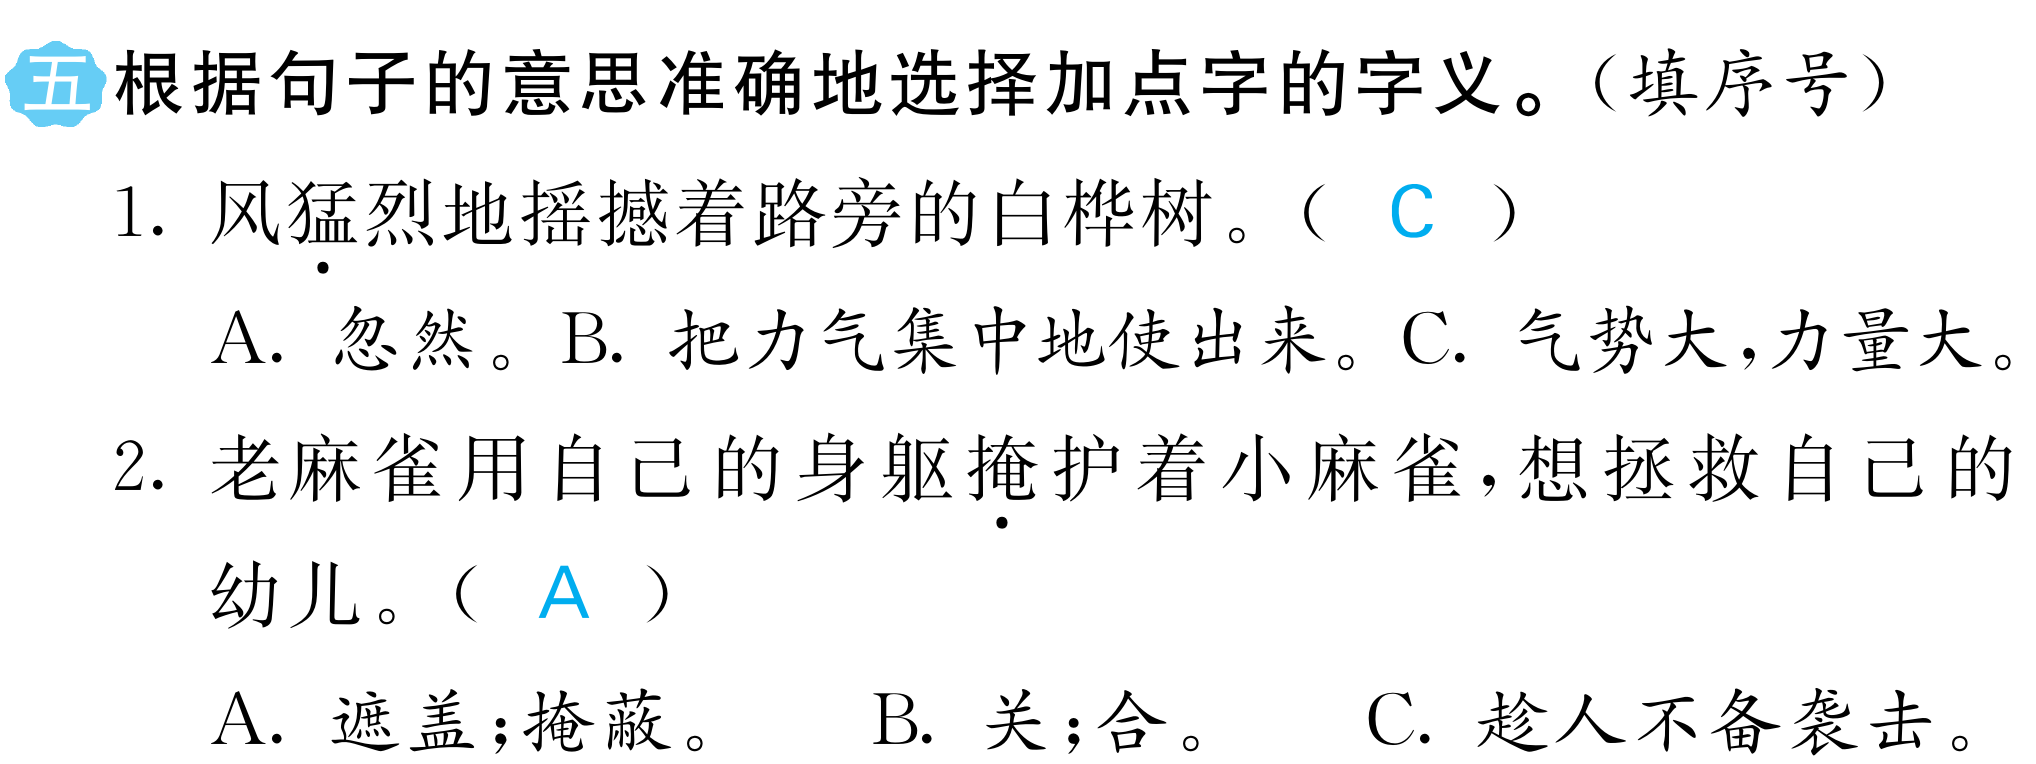 五 根据句子的意思准确地选择加点字的字义。（填序号）
1. 风猛烈地摇撼着路旁的白桦树。（ C ）
A. 忽然。B. 把力气集中地使出来。C. 气势大，力量大。
2. 老麻雀用自己的身躯掩护着小麻雀，想拯救自己的
幼儿。（ A ）
A. 遮盖；掩蔽。 B. 关；合。 C. 趁人不备袭击。